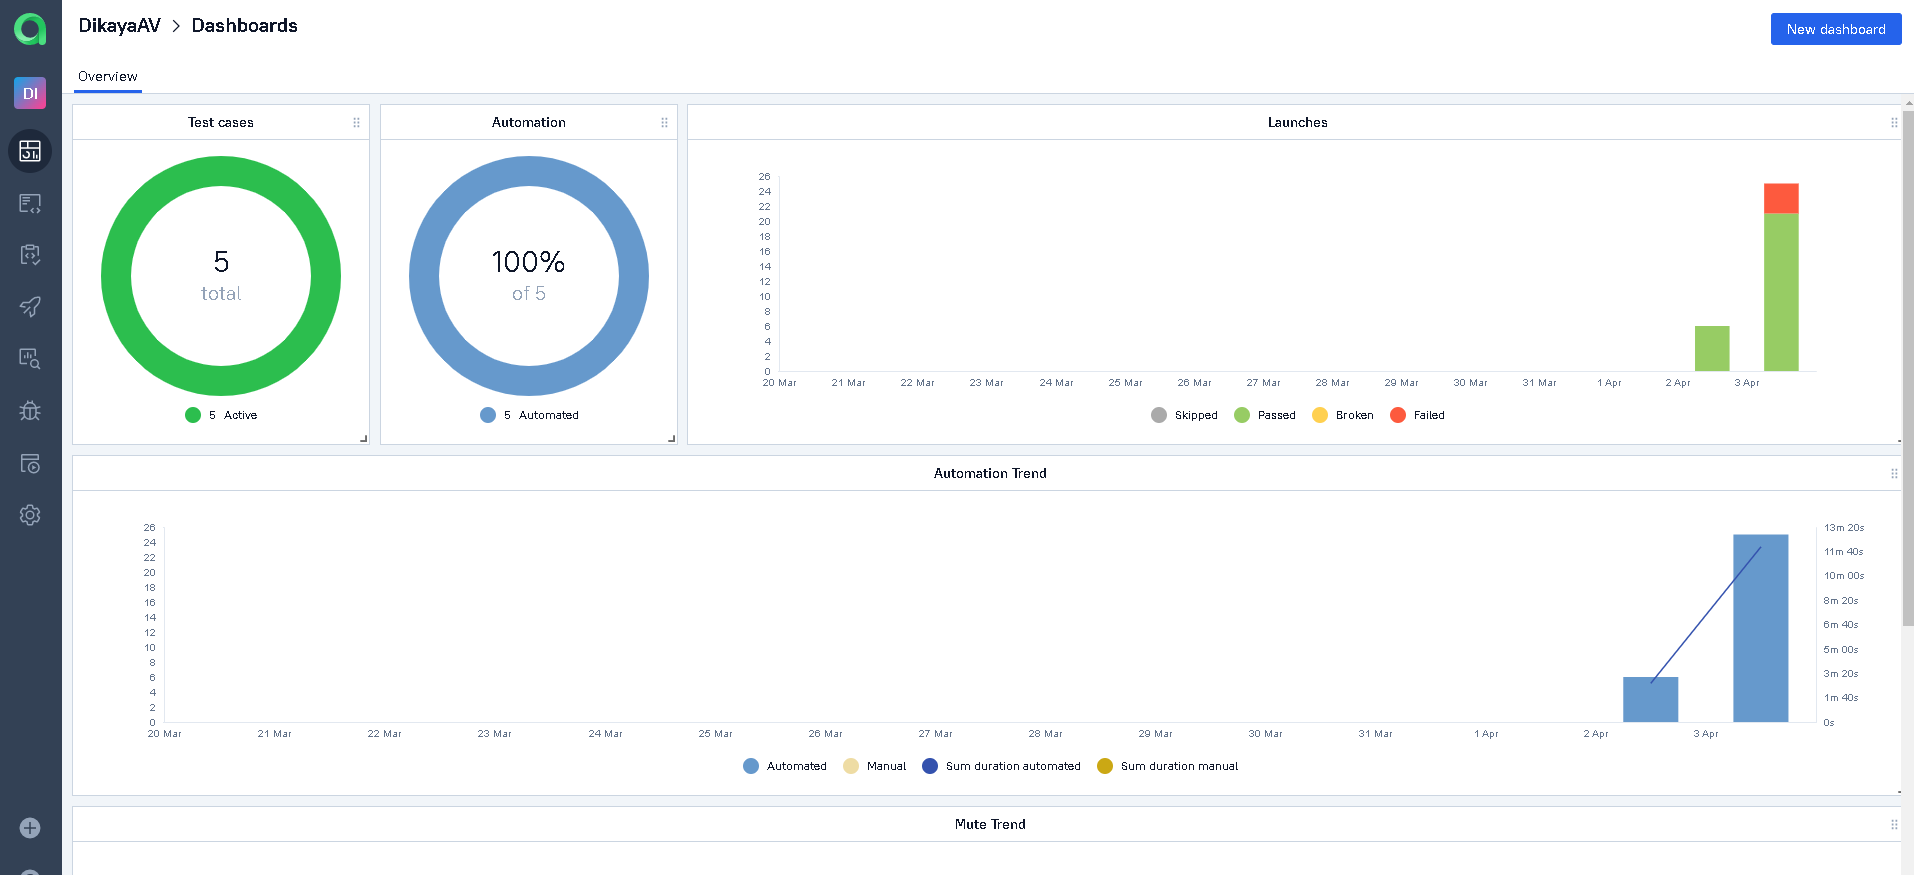 DikayaAV > Dashboards
New dashboard
DI
Overview
Test cases
5
total
5 Active
Automation
100%
of 5
5 Automated
Launches
26
24
22
20
18
16
14
12
10
8
6
4
2
0
20 Mar 21 Mar 22 Mar 23 Mar 24 Mar 25 Mar 26 Mar 27 Mar 28 Mar 29 Mar 30 Mar 31 Mar 1 Apr 2 Apr 3 Apr
Skipped Passed Broken Failed
Automation Trend
26
24
22
20
18
16
14
12
10
8
6
4
2
0
13m 20s
11m 40s
10m 00s
8m 20s
6m 40s
5m 00s
3m 20s
1m 40s
0s
20 Mar 21 Mar 22 Mar 23 Mar 24 Mar 25 Mar 26 Mar 27 Mar 28 Mar 29 Mar 30 Mar 31 Mar 1 Apr 2 Apr 3 Apr
Automated Manual Sum duration automated Sum duration manual
Mute Trend